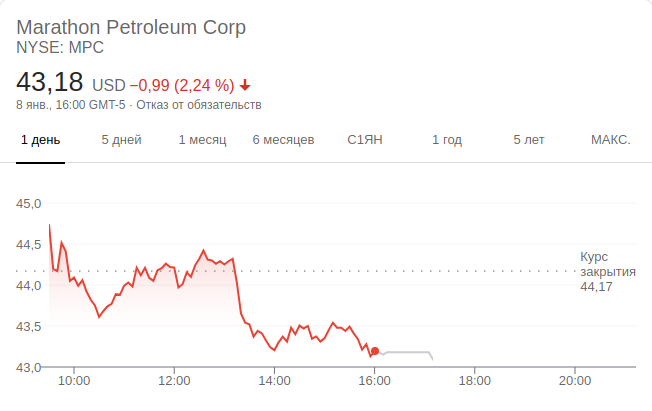 Marathon Petroleum Corp
NYSE: MPC
43,18 USD −0,99 (2,24 %)
8 янв., 16:00 GMT-5 · Отказ от обязательств
1 день 5 дней 1 месяц 6 месяцев С1ЯН 1 год 5 лет МАКС.
45,0
44,5
Курс
закрытия
44,17
44,0
43,5
43,0
10:00 12:00 14:00 16:00 18:00 20:00